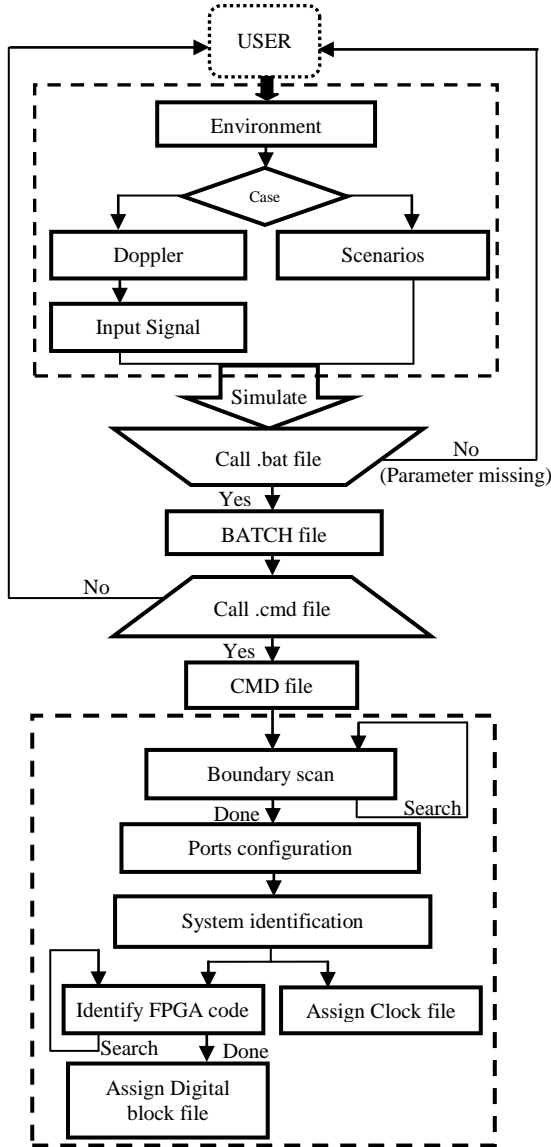 USER
Environment
Case
Doppler
Scenarios
Input Signal
Simulate
Call .bat file
No
(Parameter missing)
Yes
BATCH file
No
Call .cmd file
Yes
CMD file
Boundary scan
Done
Search
Ports configuration
System identification
Identify FPGA code
Assign Clock file
Search
Done
Assign Digital
block file